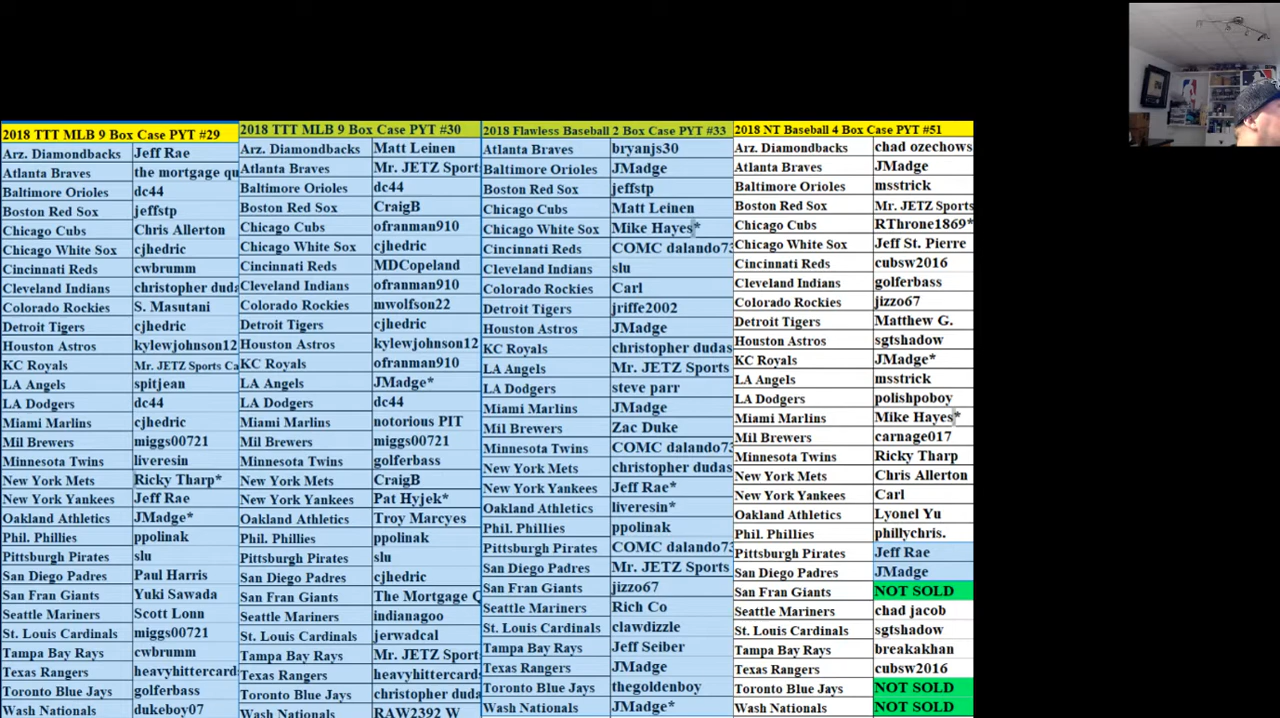 2018 TTT MLB 9 Box Case PYT #29
Arz. Diamondbacks Jeff Rae
Atlanta Braves the mortgage qu
Baltimore Orioles dc44
Boston Red Sox jeffstp
Chicago Cubs Chris Allerton
Chicago White Sox cjhedric
Cincinnati Reds cwbrumm
Cleveland Indians christopher duda
Colorado Rockies S. Masutani
Detroit Tigers cjhedric
Houston Astros kylewjohnson12
KC Royals Mr. JETZ Sports Ca
LA Angels spitjean
LA Dodgers dc44
Miami Marlins cjhedric
Mil Brewers miggs00721
Minnesota Twins liveresin
New York Mets Ricky Tharp*
New York Yankees Jeff Rae
Oakland Athletics JMadge*
Phil. Phillies ppolinak
Pittsburgh Pirates slu
San Diego Padres Paul Harris
San Fran Giants Yuki Sawada
Seattle Mariners Scott Lonn
St. Louis Cardinals miggs00721
Tampa Bay Rays cwbrumm
Texas Rangers heavyhittercard
Toronto Blue Jays golferbass
Wash Nationals dukeboy07
2018 TTT MLB 9 Box Case PYT #30
Arz. Diamondbacks Matt Leinen
Atlanta Braves Mr. JETZ Sport
Baltimore Orioles dc44
Boston Red Sox CraigB
Chicago Cubs ofranman910
Chicago White Sox cjhedric
Cincinnati Reds MDCopeland
Cleveland Indians ofranman910
Colorado Rockies mwolfson22
Detroit Tigers cjhedric
Houston Astros kylewjohnson12
KC Royals ofranman910
LA Angels JMadge*
LA Dodgers dc44
Miami Marlins notorious PIT
Mil Brewers miggs00721
Minnesota Twins golferbass
New York Mets CraigB
New York Yankees Pat Hyjek*
Oakland Athletics Troy Marcyes
Phil. Phillies ppolinak
Pittsburgh Pirates slu
San Diego Padres cjhedric
San Fran Giants The Mortgage Q
Seattle Mariners indianagoo
St. Louis Cardinals jerwadcal
Tampa Bay Rays Mr. JETZ Sport
Texas Rangers heavyhittercard
Toronto Blue Jays christopher duda
Wash Nationals RAW2392 W
2018 Flawless Baseball 2 Box Case PYT #33
Atlanta Braves bryanjs30
Baltimore Orioles JMadge
Boston Red Sox jeffstp
Chicago Cubs Matt Leinen
Chicago White Sox Mike Hayes*
Cincinnati Reds COMC dalando73
Cleveland Indians slu
Colorado Rockies Carl
Detroit Tigers jriffe2002
Houston Astros JMadge
KC Royals christopher dudas
LA Angels Mr. JETZ Sports
LA Dodgers steve parr
Miami Marlins JMadge
Mil Brewers Zac Duke
Minnesota Twins COMC dalando73
New York Mets christopher dudas
New York Yankees Jeff Rae*
Oakland Athletics liveresin*
Phil. Phillies ppolinak
Pittsburgh Pirates COMC dalando73
San Diego Padres Mr. JETZ Sports
San Fran Giants jizzo67
Seattle Mariners Rich Co
St. Louis Cardinals clawdizzle
Tampa Bay Rays Jeff Seiber
Texas Rangers JMadge
Toronto Blue Jays thegoldenboy
Wash Nationals JMadge*
2018 NT Baseball 4 Box Case PYT #51
Arz. Diamondbacks chad ozechows
Atlanta Braves JMadge
Baltimore Orioles msstrick
Boston Red Sox Mr. JETZ Sports
Chicago Cubs RThrone1869*
Chicago White Sox Jeff St. Pierre
Cincinnati Reds cubsw2016
Cleveland Indians golferbass
Colorado Rockies jizzo67
Detroit Tigers Matthew G.
Houston Astros sgtshadow
KC Royals JMadge*
LA Angels msstrick
LA Dodgers polishpoboy
Miami Marlins Mike Hayes*
Mil Brewers carnage017
Minnesota Twins Ricky Tharp
New York Mets Chris Allerton
New York Yankees Carl
Oakland Athletics Lyonel Yu
Phil. Phillies phillychris.
Pittsburgh Pirates Jeff Rae
San Diego Padres JMadge
San Fran Giants NOT SOLD
Seattle Mariners chad jacob
St. Louis Cardinals sgtshadow
Tampa Bay Rays breakakhan
Texas Rangers cubsw2016
Toronto Blue Jays NOT SOLD
Wash Nationals NOT SOLD